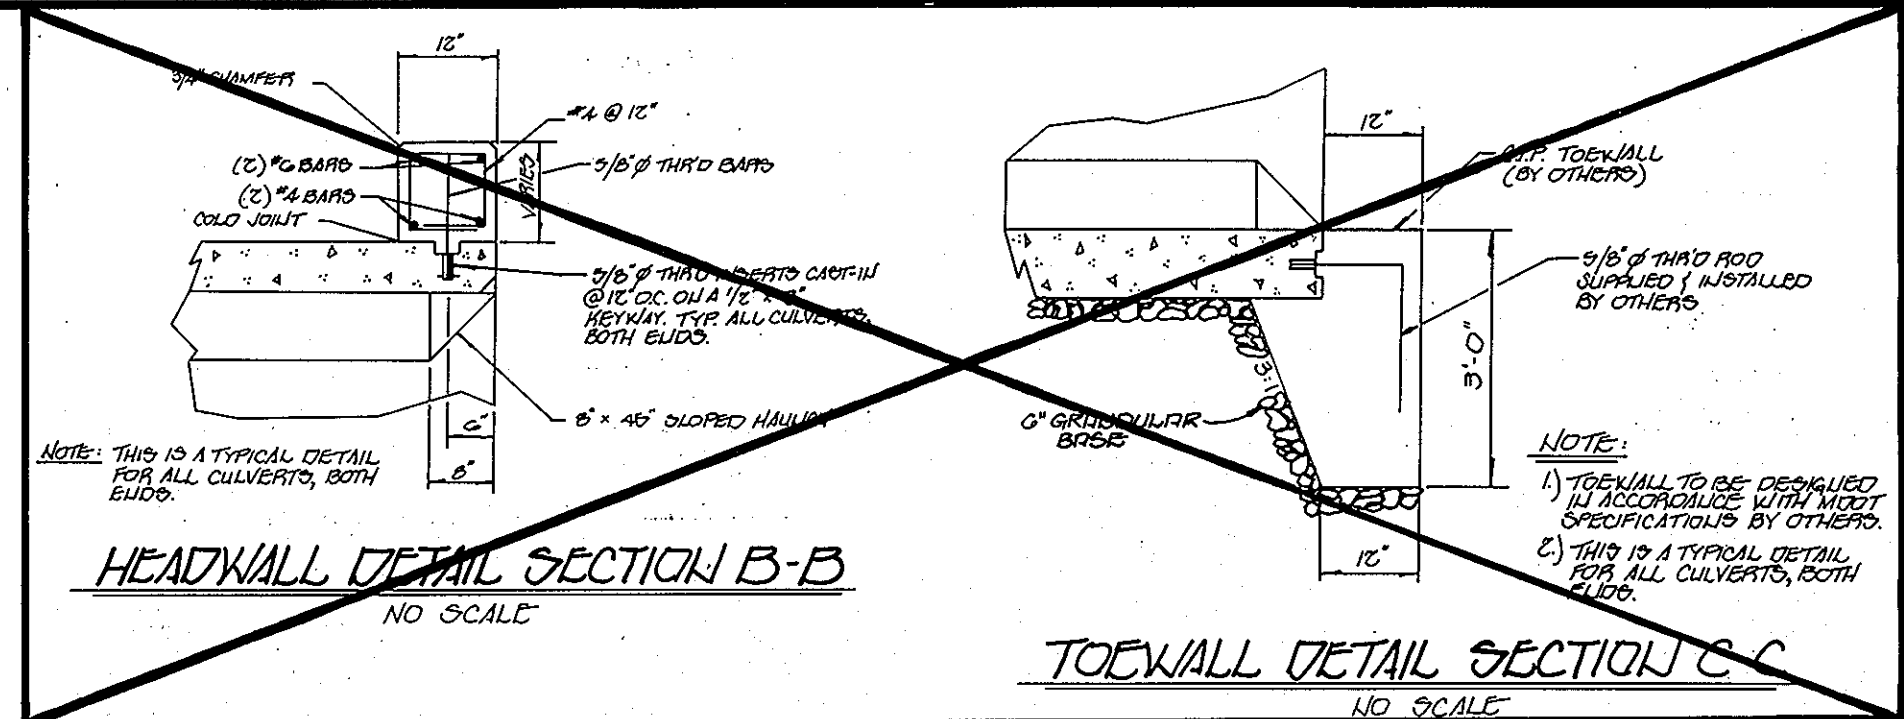 12"
3/4" CHAMFER
#4 @ 12"
(2) #6 BARS
5/8" Ø THR'D BARS
(2) #4 BARS
VARIES
COLD JOINT
5/8" Ø THR'D INSERTS CAST-IN
@ 12" O.C. ON A 1/2" x
KEYWAY. TYP. ALL CULVERTS,
BOTH ENDS.
8" x 45° SLOPED HAUNCH
6"
8"
NOTE: THIS IS A TYPICAL DETAIL
FOR ALL CULVERTS, BOTH
ENDS.
HEADWALL DETAIL SECTION B-B
NO SCALE
12"
C.I.P. TOEWALL
(BY OTHERS)
5/8" Ø THR'D ROD
SUPPLIED & INSTALLED
BY OTHERS
3'-0"
3:1
6" GRANULAR
BASE
12"
NOTE:
1.) TOEWALL TO BE DESIGNED
IN ACCORDANCE WITH MDOT
SPECIFICATIONS BY OTHERS.
2.) THIS IS A TYPICAL DETAIL
FOR ALL CULVERTS, BOTH
ENDS.
TOEWALL DETAIL SECTION C-C
NO SCALE